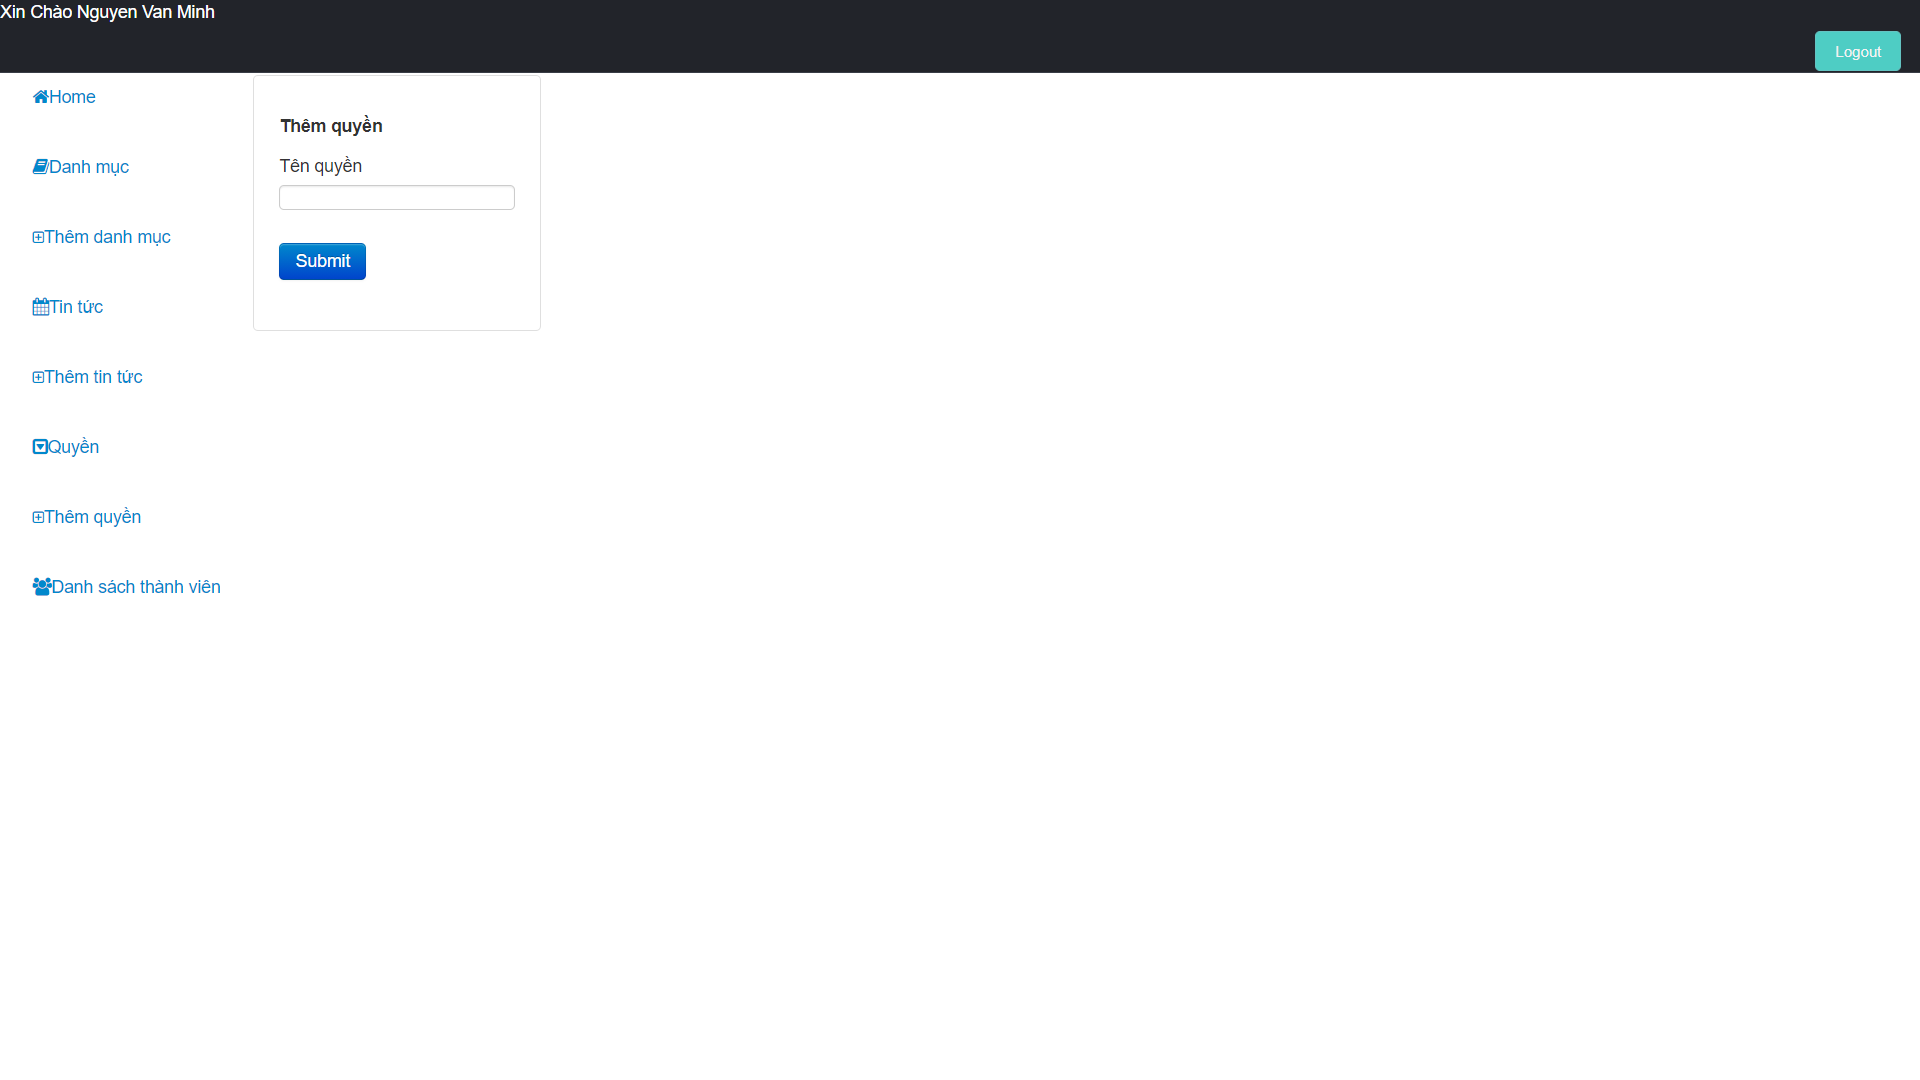 Xin Chào Nguyen Van Minh
Logout
Home
Danh mục
Thêm danh mục
Tin tức
Thêm tin tức
Quyền
Thêm quyền
Danh sách thành viên
Thêm quyền
Tên quyền
Submit